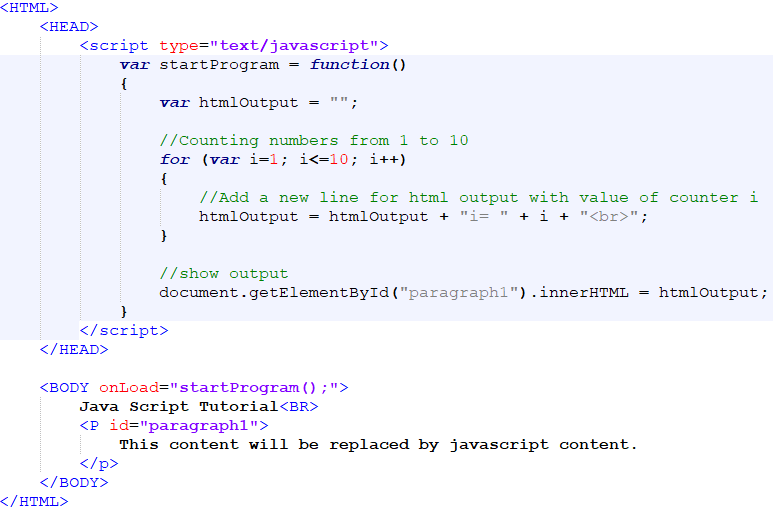 <HTML>
<HEAD>
<script type="text/javascript">
var startProgram = function()
{
var htmlOutput = "";
//Counting numbers from 1 to 10
for (var i=1; i<=10; i++)
{
//Add a new line for html output with value of counter i
htmlOutput = htmlOutput + "i= " + i + "<br>";
}
//show output
document.getElementById("paragraph1").innerHTML = htmlOutput;
}
</script>
</HEAD>
<BODY onLoad="startProgram();">
Java Script Tutorial<BR>
<P id="paragraph1">
This content will be replaced by javascript content.
</p>
</BODY>
</HTML>